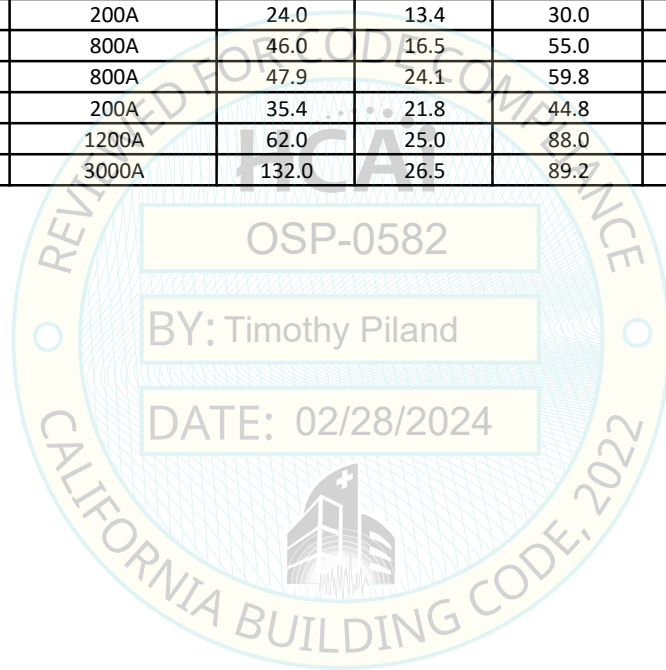 200A 24.0 13.4 30.0
800A 46.0 16.5 55.0
800A 47.9 24.1 59.8
200A 35.4 21.8 44.8
1200A 62.0 25.0 88.0
3000A 132.0 26.5 89.2
REVIEWED FOR CODE COMPLIANCE
HCAi
OSP-0582
BY: Timothy Piland
DATE: 02/28/2024
CALIFORNIA BUILDING CODE, 2022